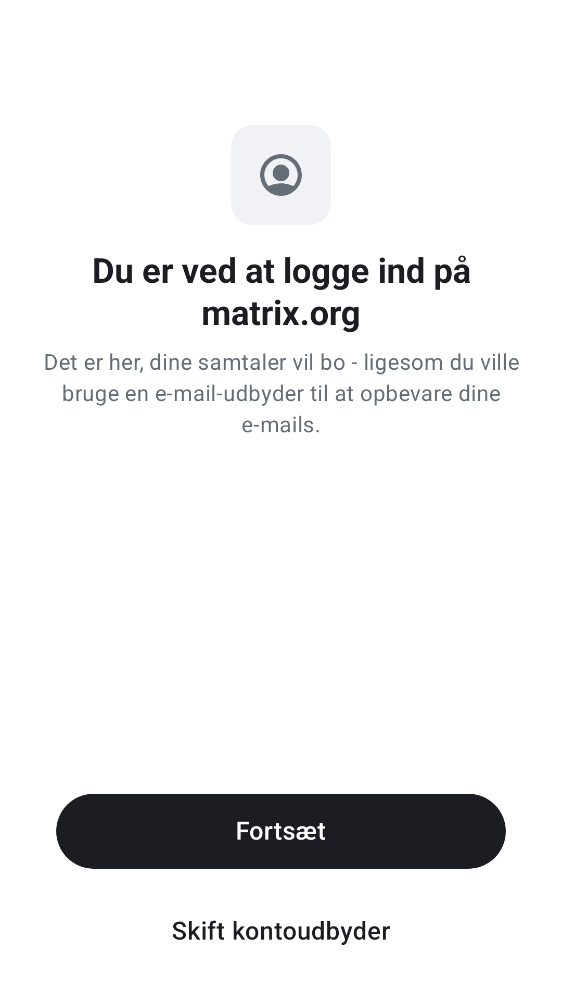 Du er ved at logge ind på
matrix.org
Det er her, dine samtaler vil bo - ligesom du ville
bruge en e-mail-udbyder til at opbevare dine
e-mails.
Fortsæt
Skift kontoudbyder